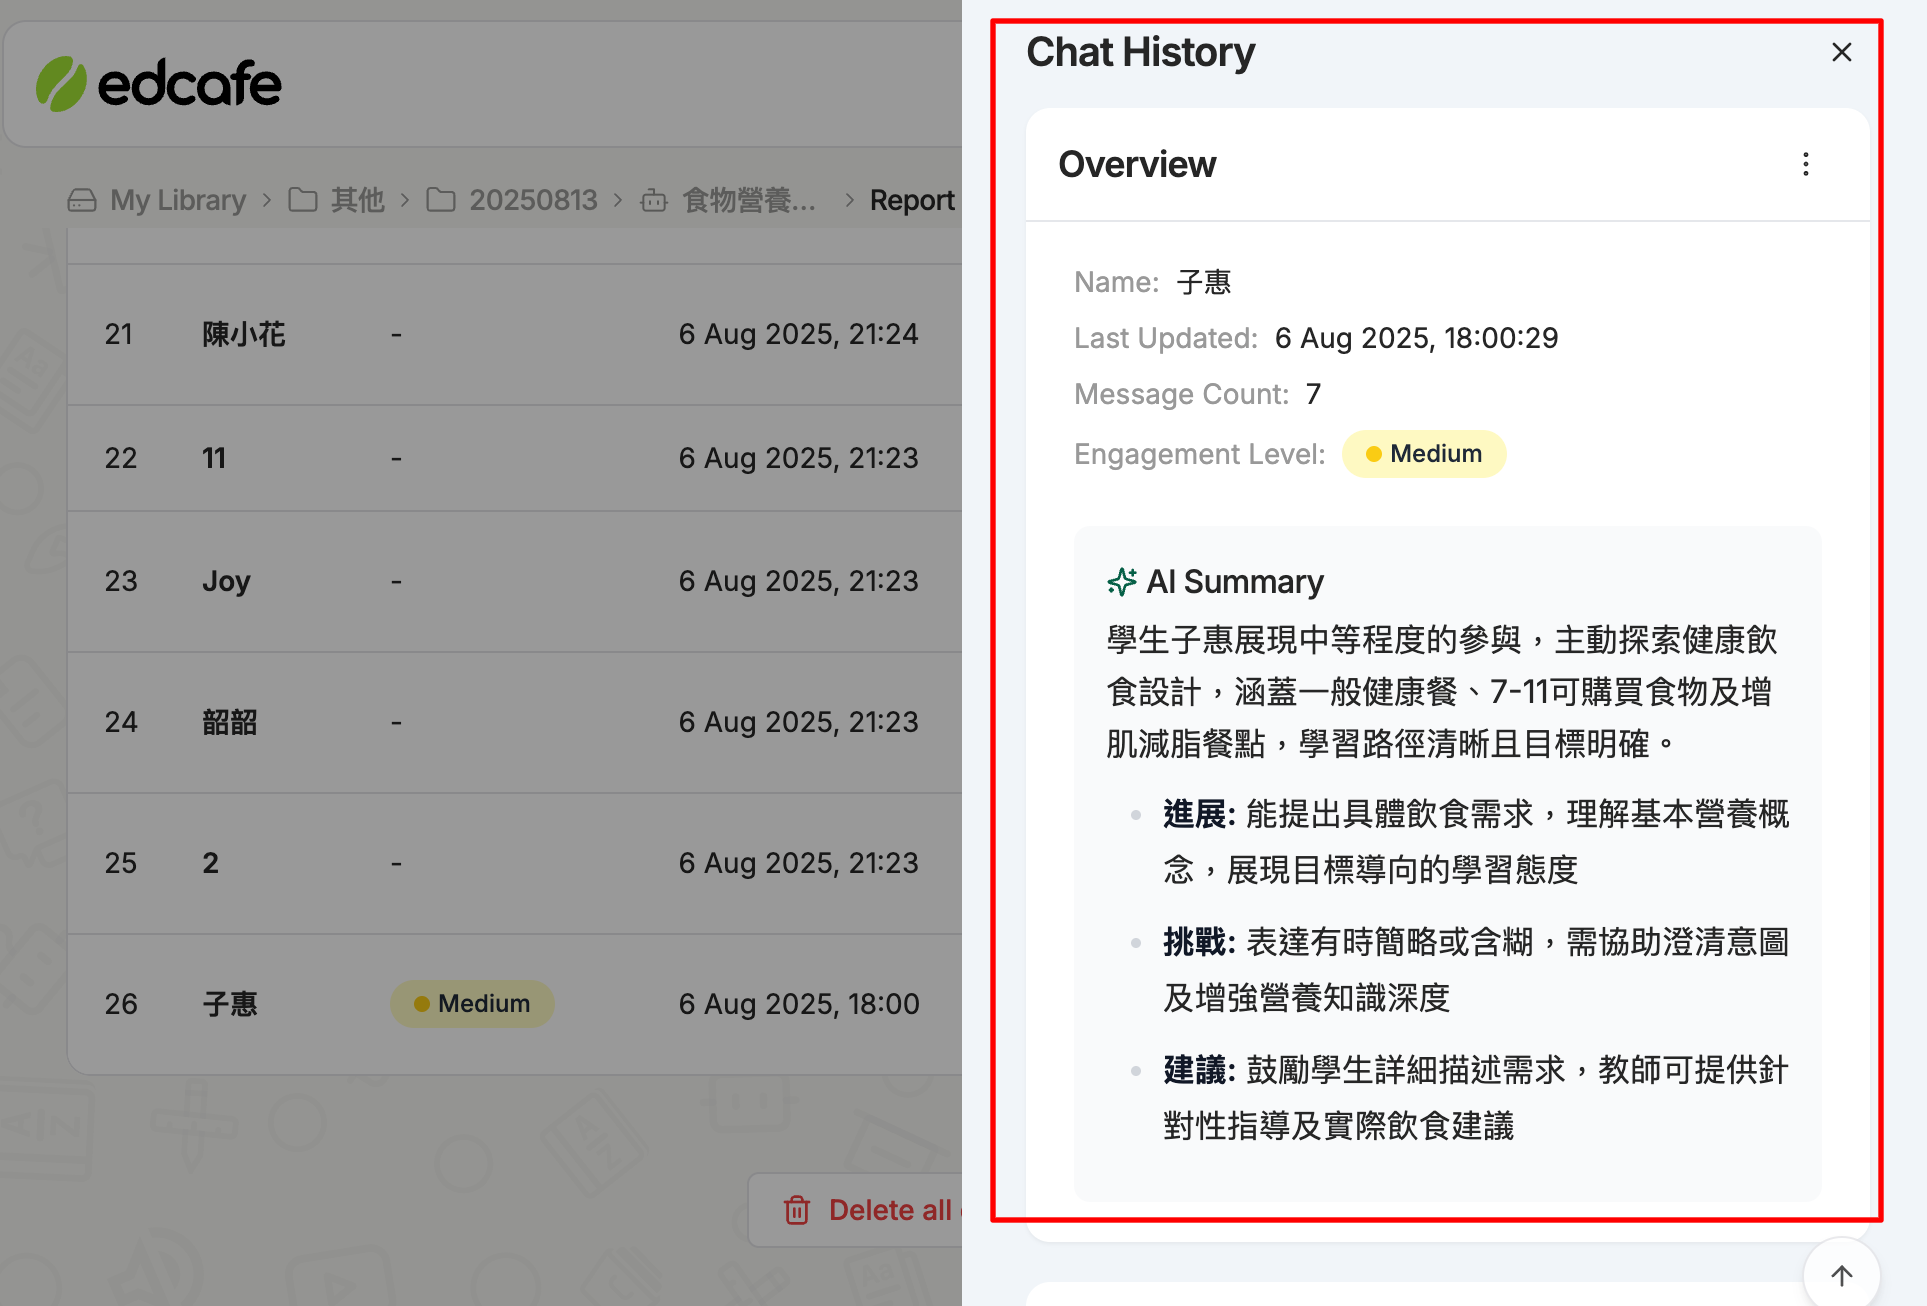 edcafe
My Library > 其他 > 20250813 > 食物營養... > Report
21 陳小花 - 6 Aug 2025, 21:24
22 11 - 6 Aug 2025, 21:23
23 Joy - 6 Aug 2025, 21:23
24 韶韶 - 6 Aug 2025, 21:23
25 2 - 6 Aug 2025, 21:23
26 子惠 Medium 6 Aug 2025, 18:00
Delete all
Chat History
Overview
Name: 子惠
Last Updated: 6 Aug 2025, 18:00:29
Message Count: 7
Engagement Level: Medium
AI Summary
學生子惠展現中等程度的參與，主動探索健康飲
食設計，涵蓋一般健康餐、7-11可購買食物及增
肌減脂餐點，學習路徑清晰且目標明確。
進展: 能提出具體飲食需求，理解基本營養概
念，展現目標導向的學習態度
挑戰: 表達有時簡略或含糊，需協助澄清意圖
及增強營養知識深度
建議: 鼓勵學生詳細描述需求，教師可提供針
對性指導及實際飲食建議